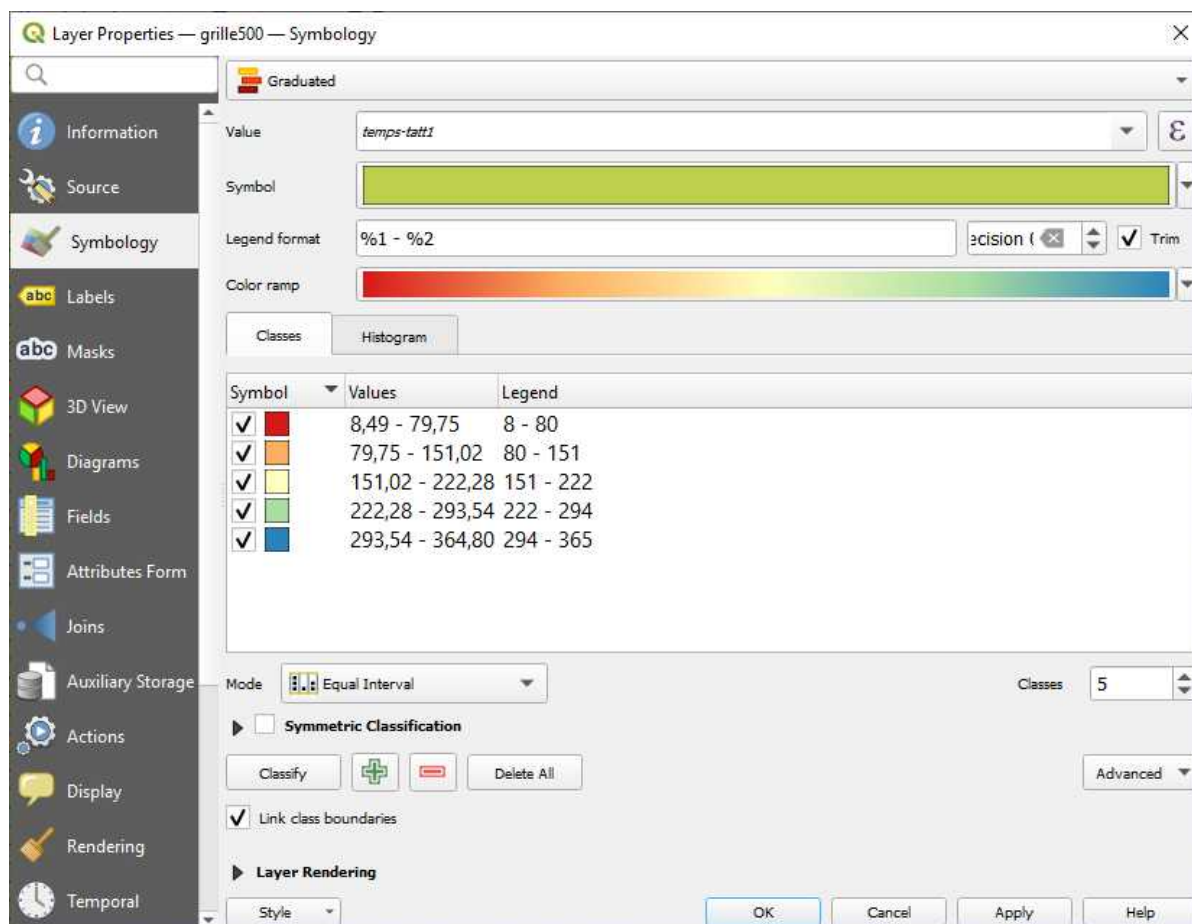 Layer Properties — grille500 — Symbology
Graduated
Information
Value
temps-tatt1
ε
Source
Symbol
Symbology
Legend format
%1 - %2
ecision (
Trim
Color ramp
abc Labels
Classes
Histogram
abc Masks
Symbol Values Legend
3D View
8,49 - 79,75 8 - 80
79,75 - 151,02 80 - 151
Diagrams
151,02 - 222,28 151 - 222
222,28 - 293,54 222 - 294
Fields
293,54 - 364,80 294 - 365
Attributes Form
Joins
Auxiliary Storage
Mode
Equal Interval
Classes
5
Symmetric Classification
Actions
Classify
Delete All
Advanced
Display
Link class boundaries
Rendering
Layer Rendering
Temporal
Style
OK
Cancel
Apply
Help